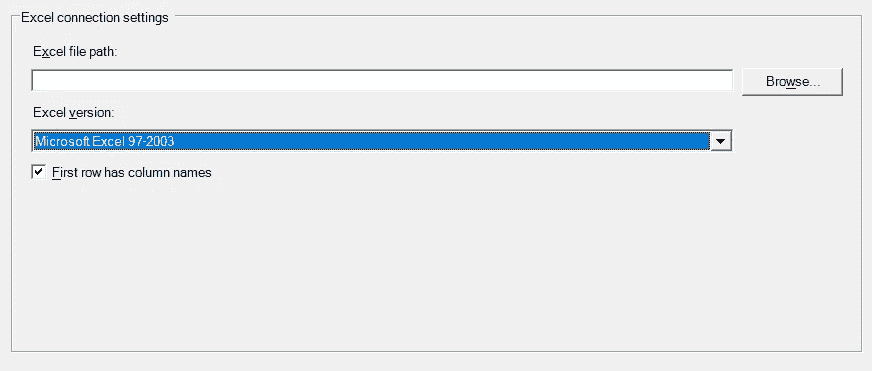 Excel connection settings
Excel file path:
Browse...
Excel version:
Microsoft Excel 97-2003
First row has column names